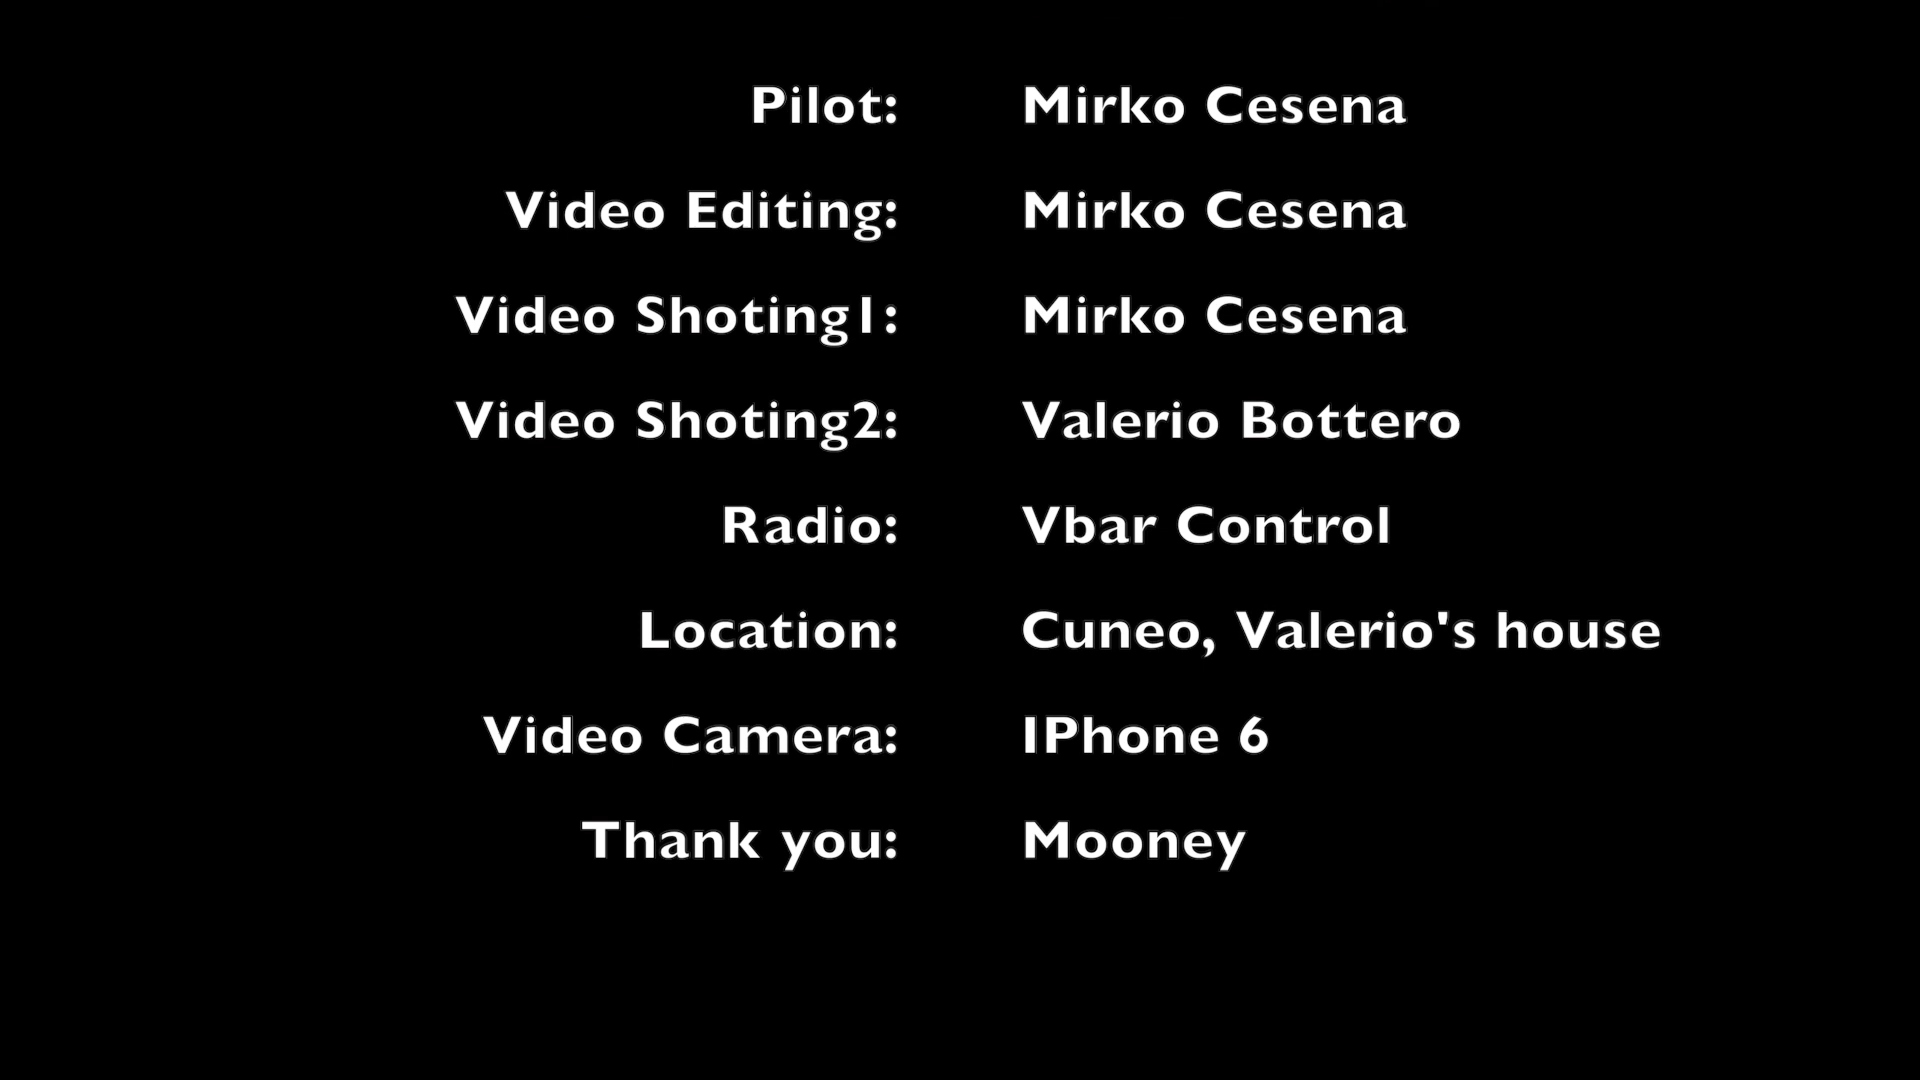 Pilot: Mirko Cesena
Video Editing: Mirko Cesena
Video Shoting1: Mirko Cesena
Video Shoting2: Valerio Bottero
Radio: Vbar Control
Location: Cuneo, Valerio's house
Video Camera: IPhone 6
Thank you: Mooney